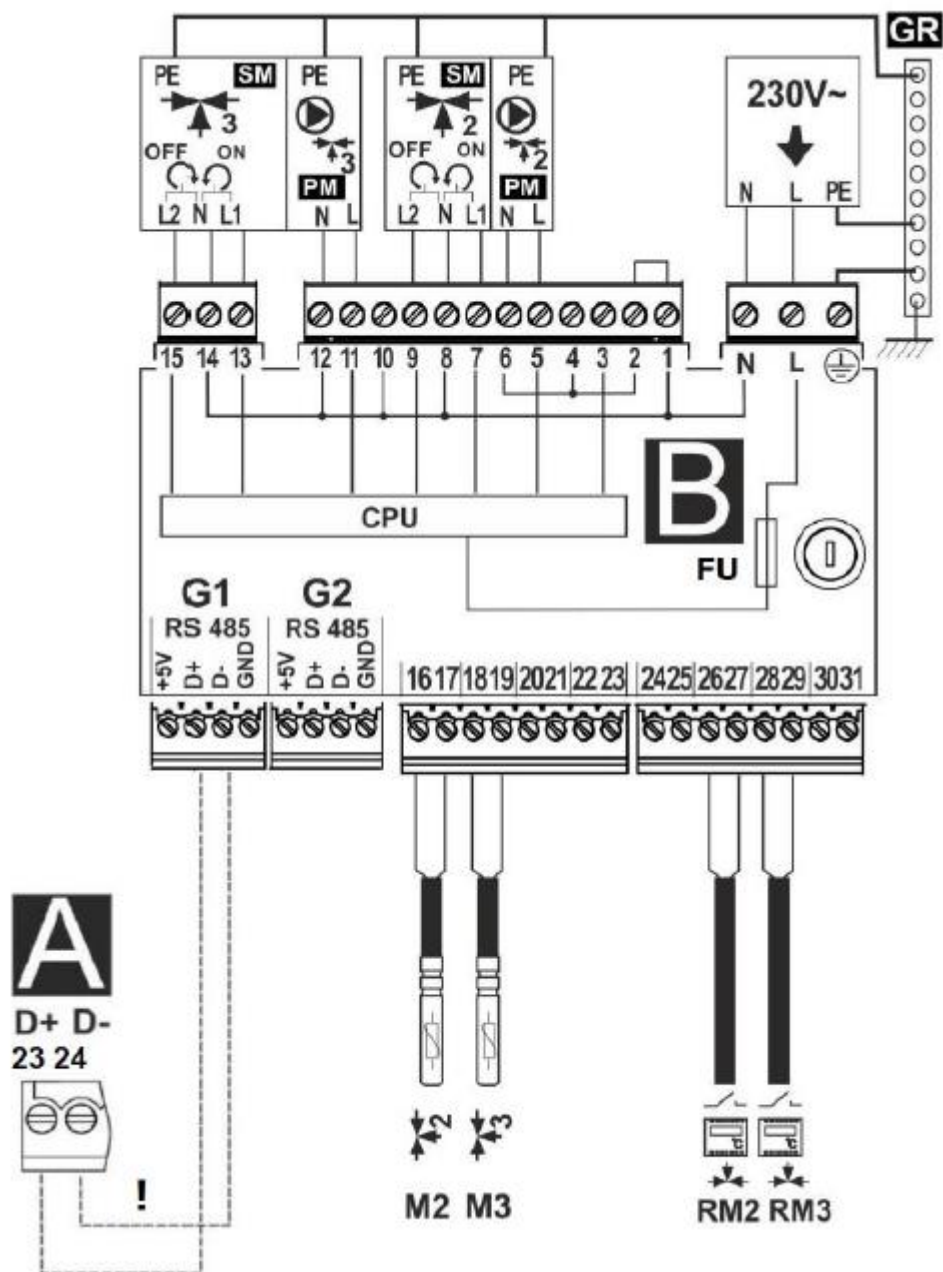 GR
PE SM PE PE SM PE
230V~
3 2
OFF ON 3 OFF ON 2
PM PM
L2 N L1 N L L2 N L1 N L N L PE
15 14 13 12 11 10 9 8 7 6 5 4 3 2 1 N L
B
CPU
FU
G1 G2
RS 485 RS 485
+5V D+ D- GND +5V D+ D- GND
16 17 18 19 20 21 22 23 24 25 26 27 28 29 30 31
A
D+ D-
23 24
2 3
°C °C
!
M2 M3 RM2 RM3